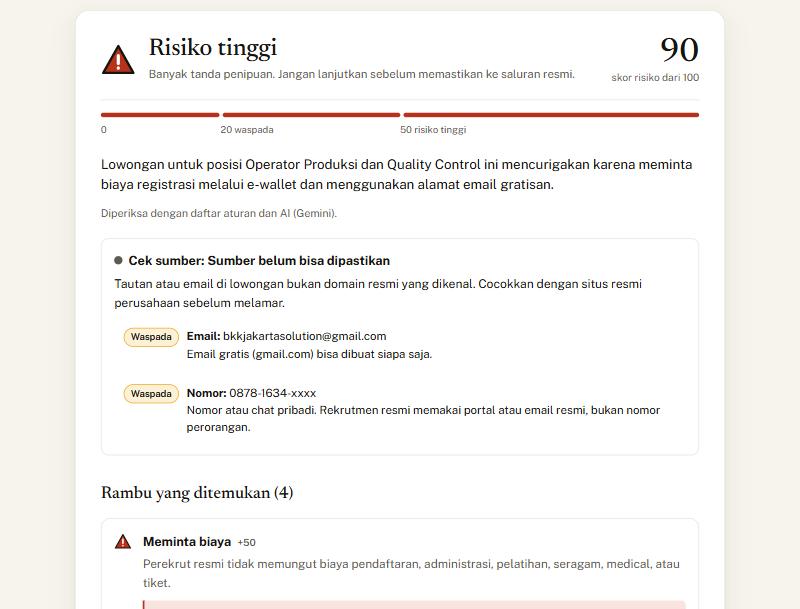 Risiko tinggi
90
Banyak tanda penipuan. Jangan lanjutkan sebelum memastikan ke saluran resmi.
skor risiko dari 100
0
20 waspada
50 risiko tinggi
Lowongan untuk posisi Operator Produksi dan Quality Control ini mencurigakan karena meminta
biaya registrasi melalui e-wallet dan menggunakan alamat email gratisan.
Diperiksa dengan daftar aturan dan AI (Gemini).
Cek sumber: Sumber belum bisa dipastikan
Tautan atau email di lowongan bukan domain resmi yang dikenal. Cocokkan dengan situs resmi
perusahaan sebelum melamar.
Waspada
Email: bkkjakartasolution@gmail.com
Email gratis (gmail.com) bisa dibuat siapa saja.
Waspada
Nomor: 0878-1634-xxxx
Nomor atau chat pribadi. Rekrutmen resmi memakai portal atau email resmi, bukan nomor
perorangan.
Rambu yang ditemukan (4)
Meminta biaya +50
Perekrut resmi tidak memungut biaya pendaftaran, administrasi, pelatihan, seragam, medical, atau
tiket.